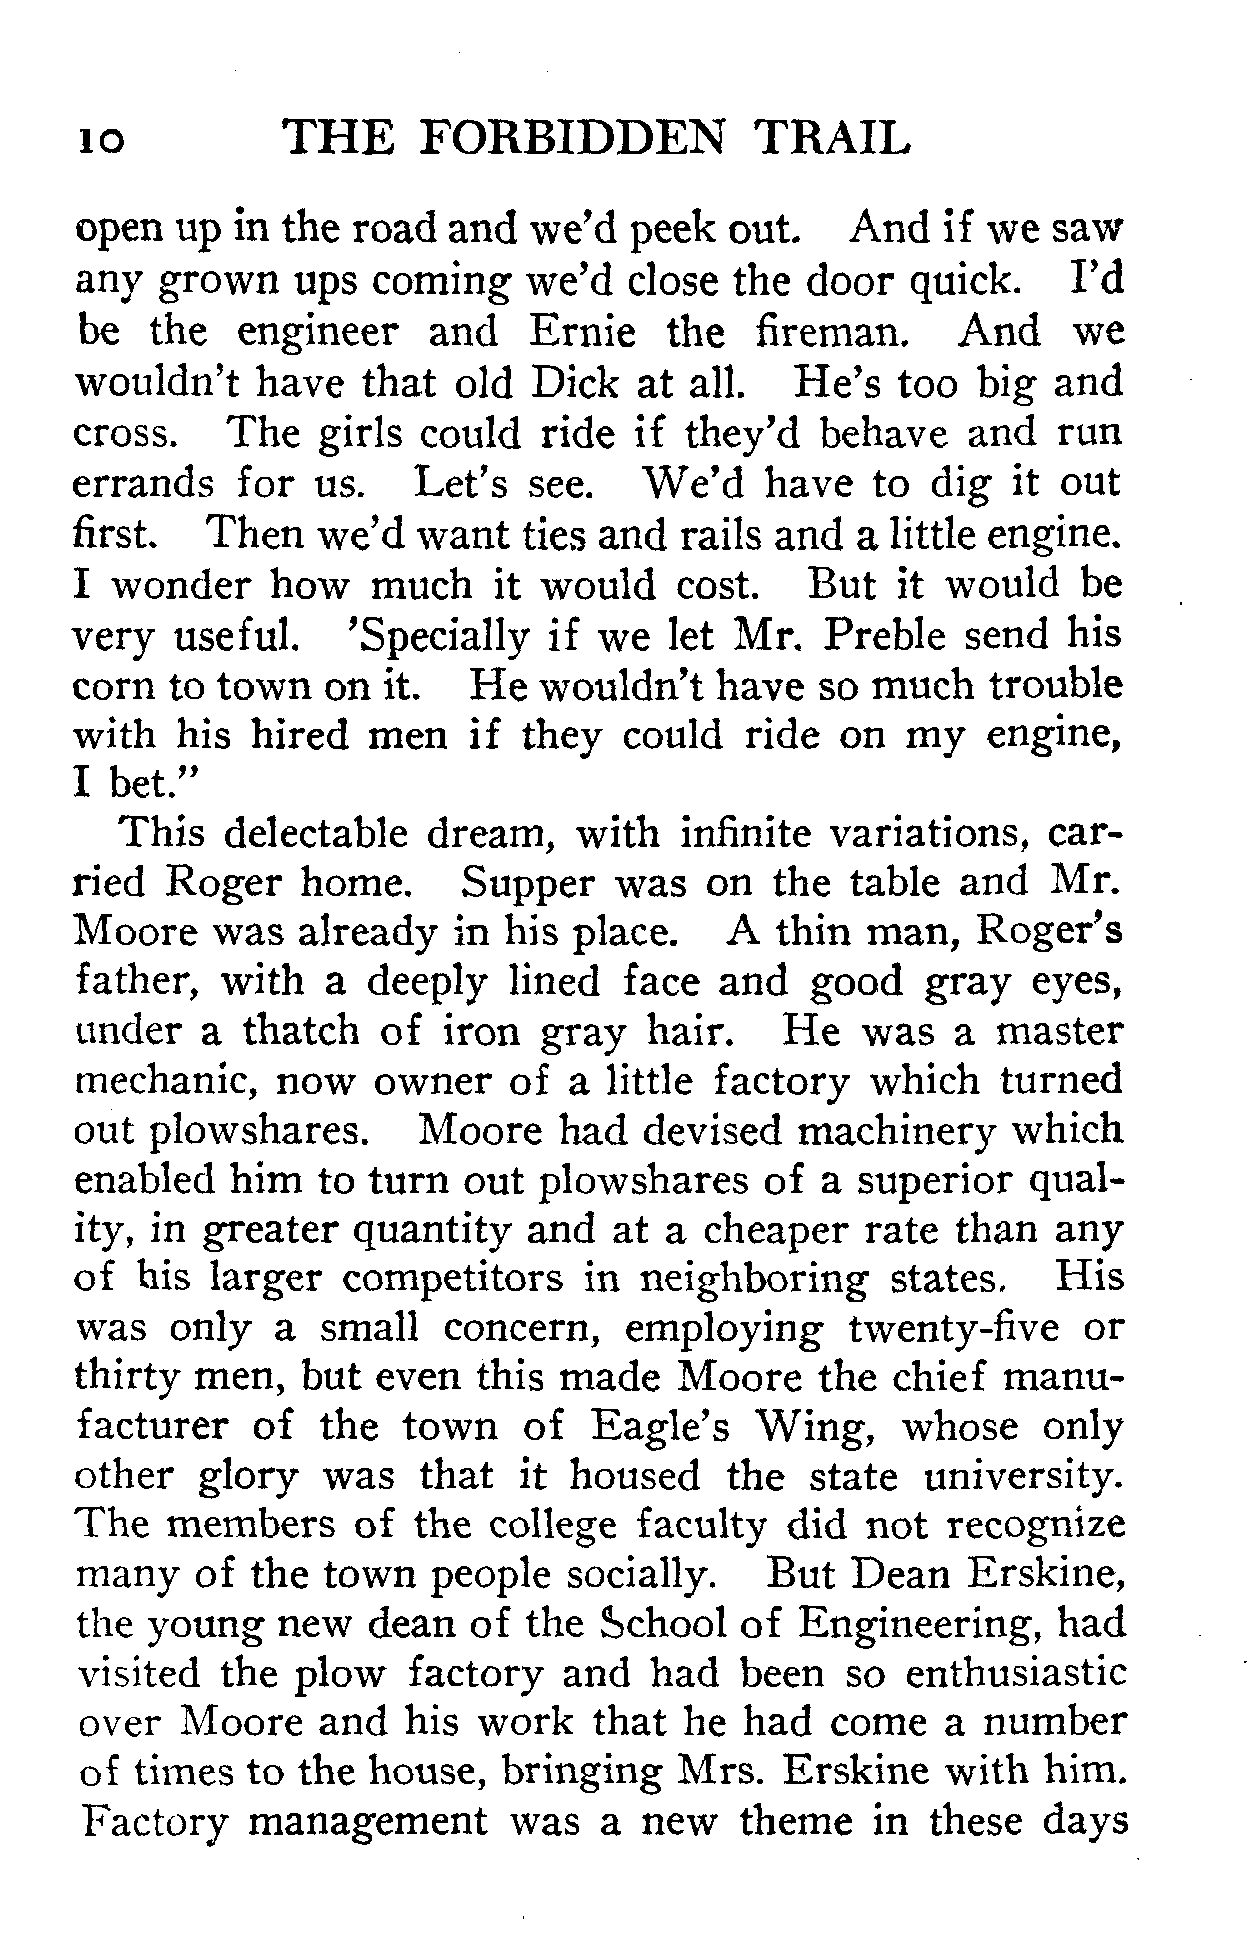 10 THE FORBIDDEN TRAIL
open up in the road and we'd peek out. And if we saw
any grown ups coming we'd close the door quick. I'd
be the engineer and Ernie the fireman. And we
wouldn't have that old Dick at all. He's too big and
cross. The girls could ride if they'd behave and run
errands for us. Let's see. We'd have to dig it out
first. Then we'd want ties and rails and a little engine.
I wonder how much it would cost. But it would be
very useful. 'Specially if we let Mr. Preble send his
corn to town on it. He wouldn't have so much trouble
with his hired men if they could ride on my engine,
I bet."
This delectable dream, with infinite variations, car-
ried Roger home. Supper was on the table and Mr.
Moore was already in his place. A thin man, Roger's
father, with a deeply lined face and good gray eyes,
under a thatch of iron gray hair. He was a master
mechanic, now owner of a little factory which turned
out plowshares. Moore had devised machinery which
enabled him to turn out plowshares of a superior qual-
ity, in greater quantity and at a cheaper rate than any
of his larger competitors in neighboring states. His
was only a small concern, employing twenty-five or
thirty men, but even this made Moore the chief manu-
facturer of the town of Eagle's Wing, whose only
other glory was that it housed the state university.
The members of the college faculty did not recognize
many of the town people socially. But Dean Erskine,
the young new dean of the School of Engineering, had
visited the plow factory and had been so enthusiastic
over Moore and his work that he had come a number
of times to the house, bringing Mrs. Erskine with him.
Factory management was a new theme in these days